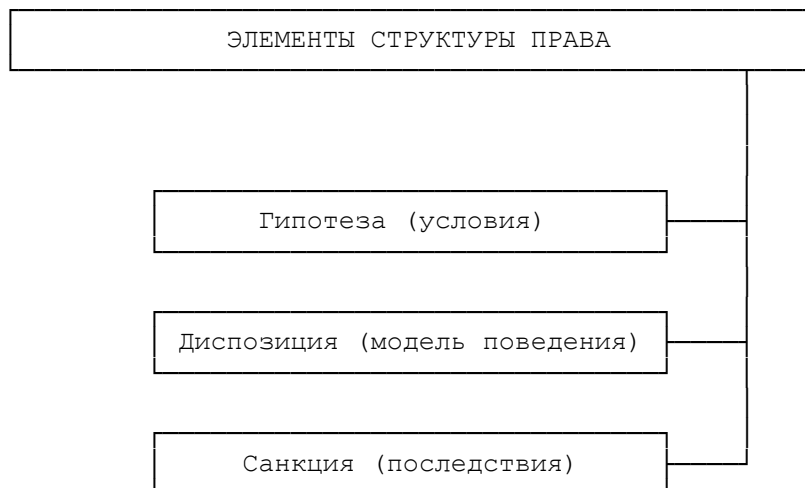 ЭЛЕМЕНТЫ СТРУКТУРЫ ПРАВА
Гипотеза (условия)
Диспозиция (модель поведения)
Санкция (последствия)